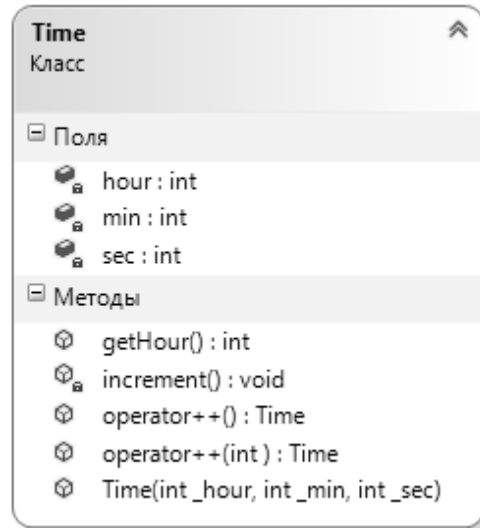 Time
Класс
Поля
hour : int
min : int
sec : int
Методы
getHour() : int
increment() : void
operator++() : Time
operator++(int ) : Time
Time(int _hour, int _min, int _sec)